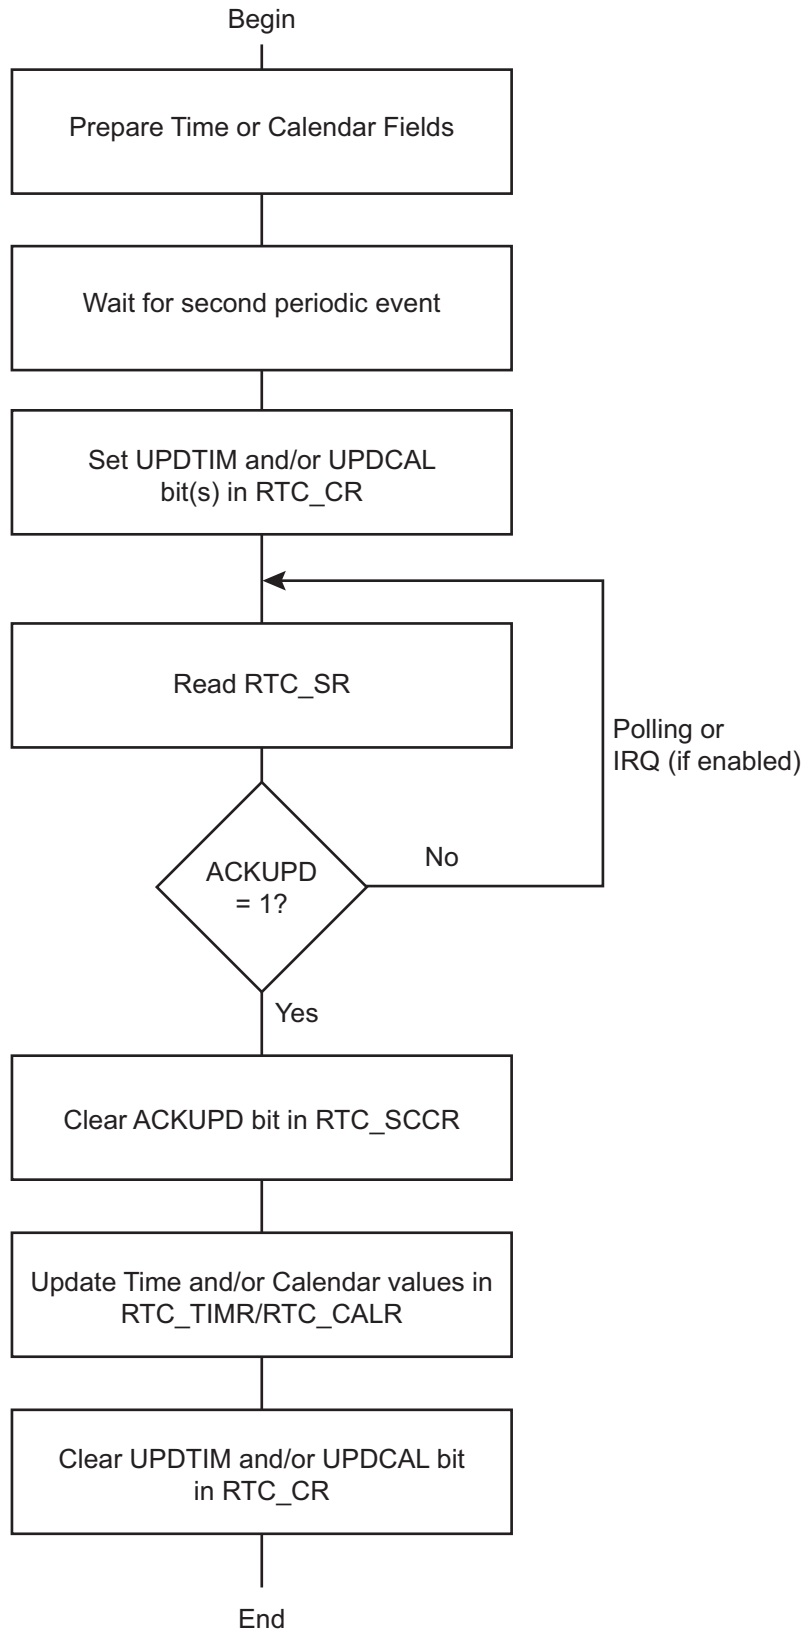 Begin
Prepare Time or Calendar Fields
Wait for second periodic event
Set UPDTIM and/or UPDCAL
bit(s) in RTC_CR
Read RTC_SR
Polling or
IRQ (if enabled)
ACKUPD
= 1?
No
Yes
Clear ACKUPD bit in RTC_SCCR
Update Time and/or Calendar values in
RTC_TIMR/RTC_CALR
Clear UPDTIM and/or UPDCAL bit
in RTC_CR
End